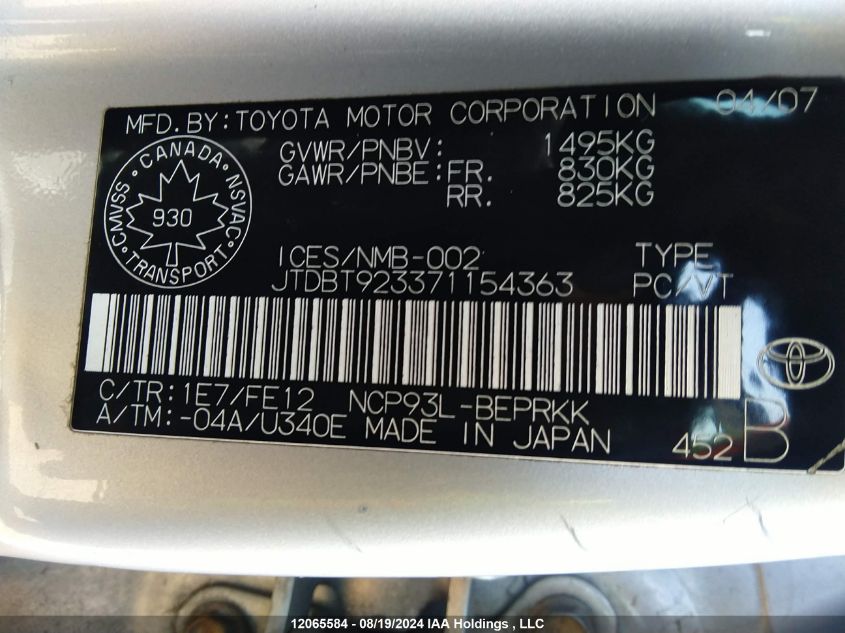 MFD.BY:TOYOTA MOTOR CORPORATION 04/07
GVWR/PNBV: 1495KG
GAWR/PNBE: FR. 830KG
RR. 825KG
CANADA
CMVSS
930
NSVAC
TRANSPORT
ICES/NMB-002 TYPE
JTDBT923371154363 PC/VT
C/TR: 1E7/FE12 NCP93L-BEPRKK
A/TM: -04A/U340E MADE IN JAPAN
452 B
12065584 - 08/19/2024 IAA Holdings , LLC